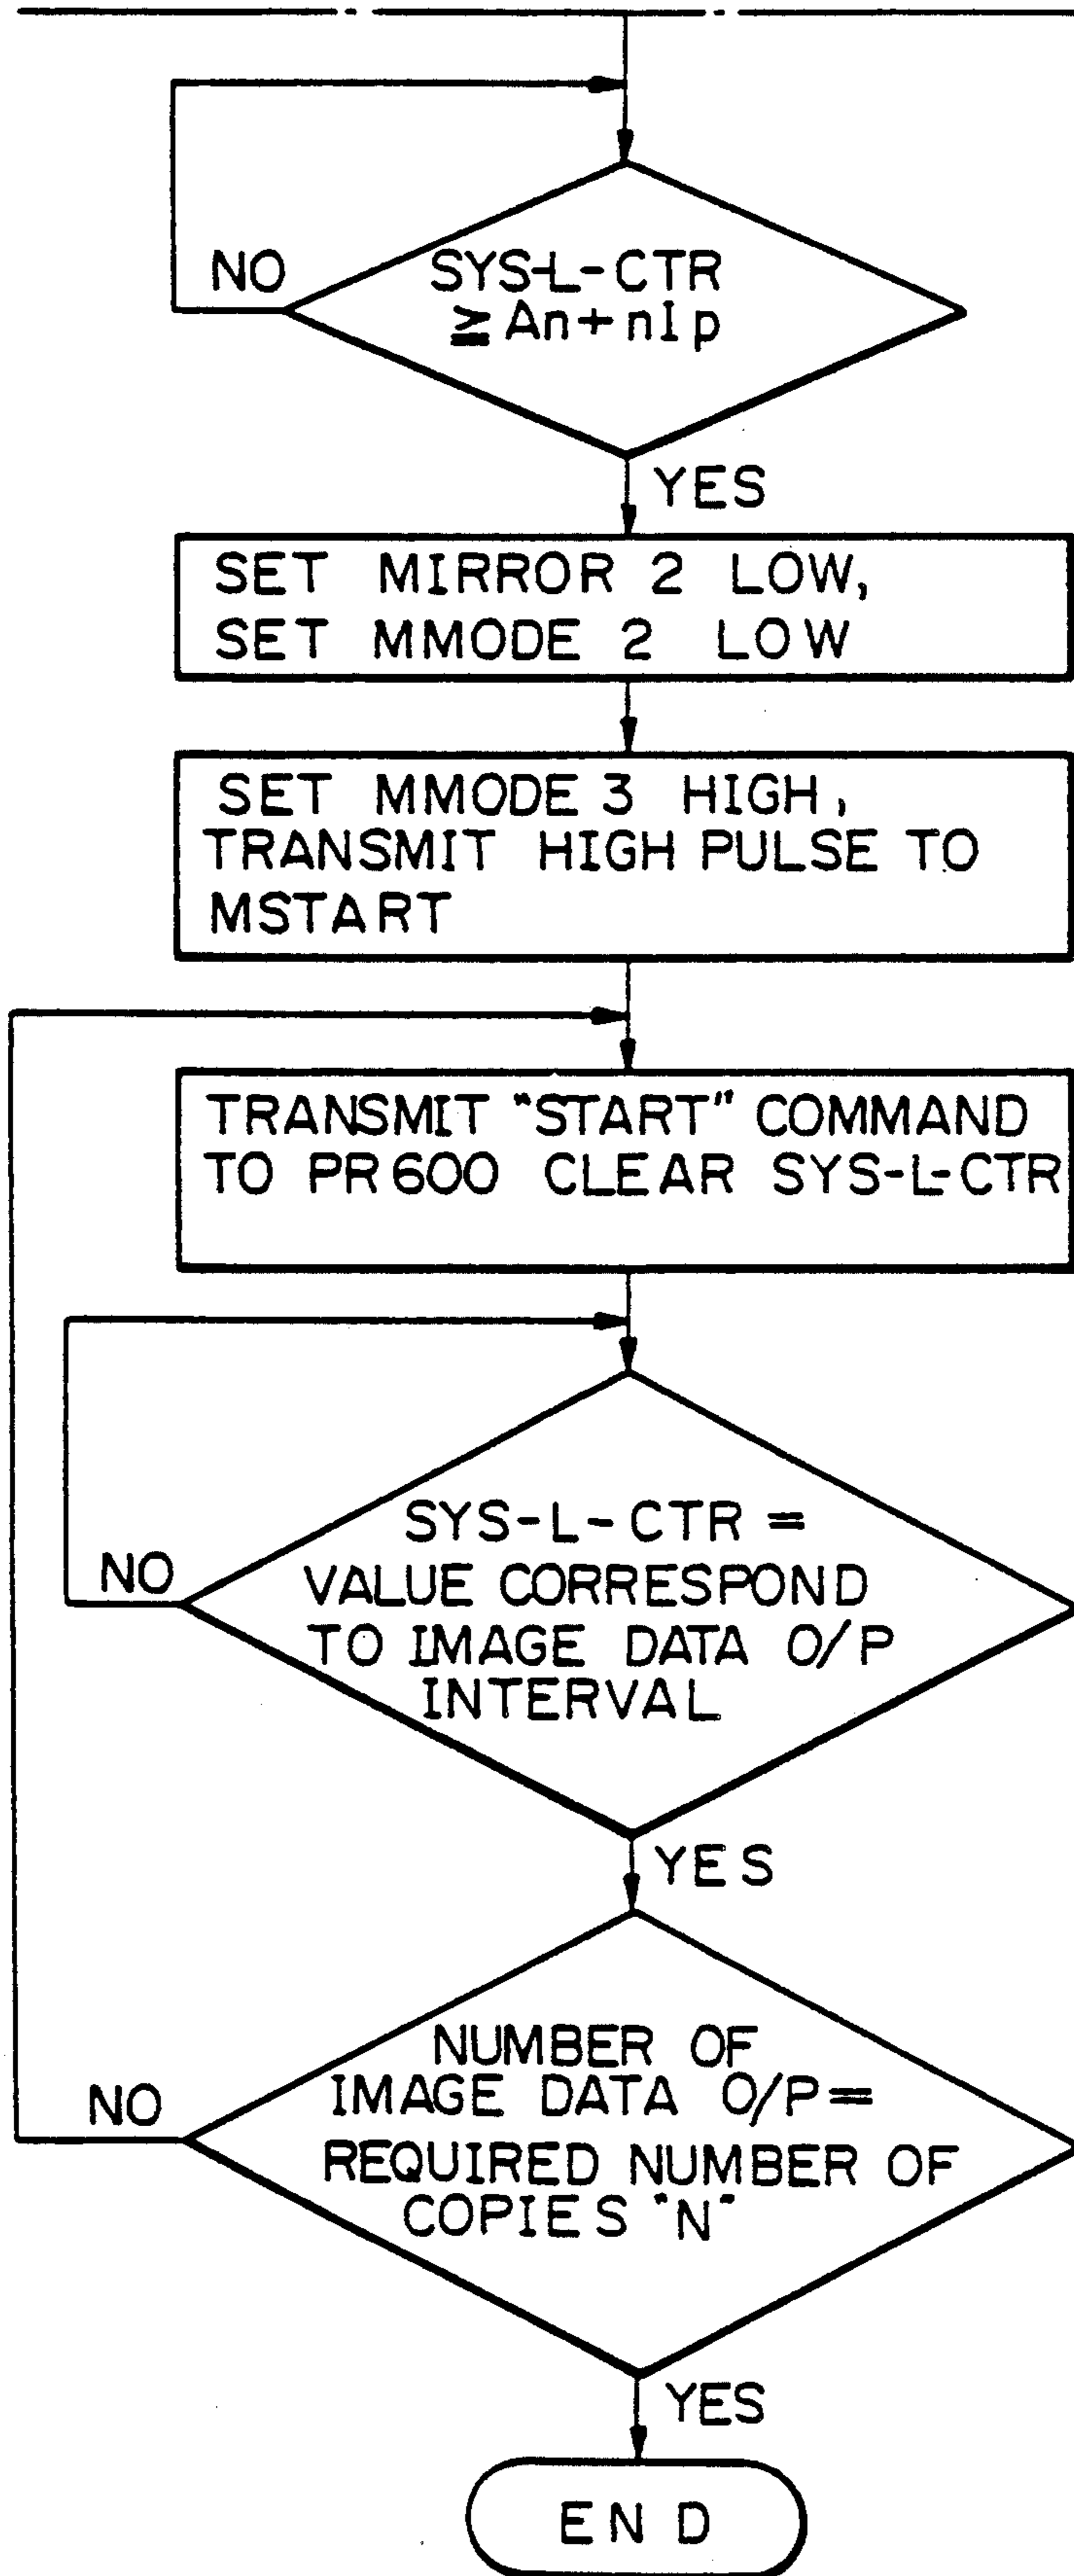 SYS-L-CTR
≧ An+nlp
NO
YES
SET MIRROR 2 LOW,
SET MMODE 2 LOW
SET MMODE 3 HIGH,
TRANSMIT HIGH PULSE TO
MSTART
TRANSMIT "START" COMMAND
TO PR600 CLEAR SYS-L-CTR
SYS-L-CTR =
VALUE CORRESPOND
TO IMAGE DATA O/P
INTERVAL
NO
YES
NUMBER OF
IMAGE DATA O/P=
REQUIRED NUMBER OF
COPIES "N"
NO
YES
END